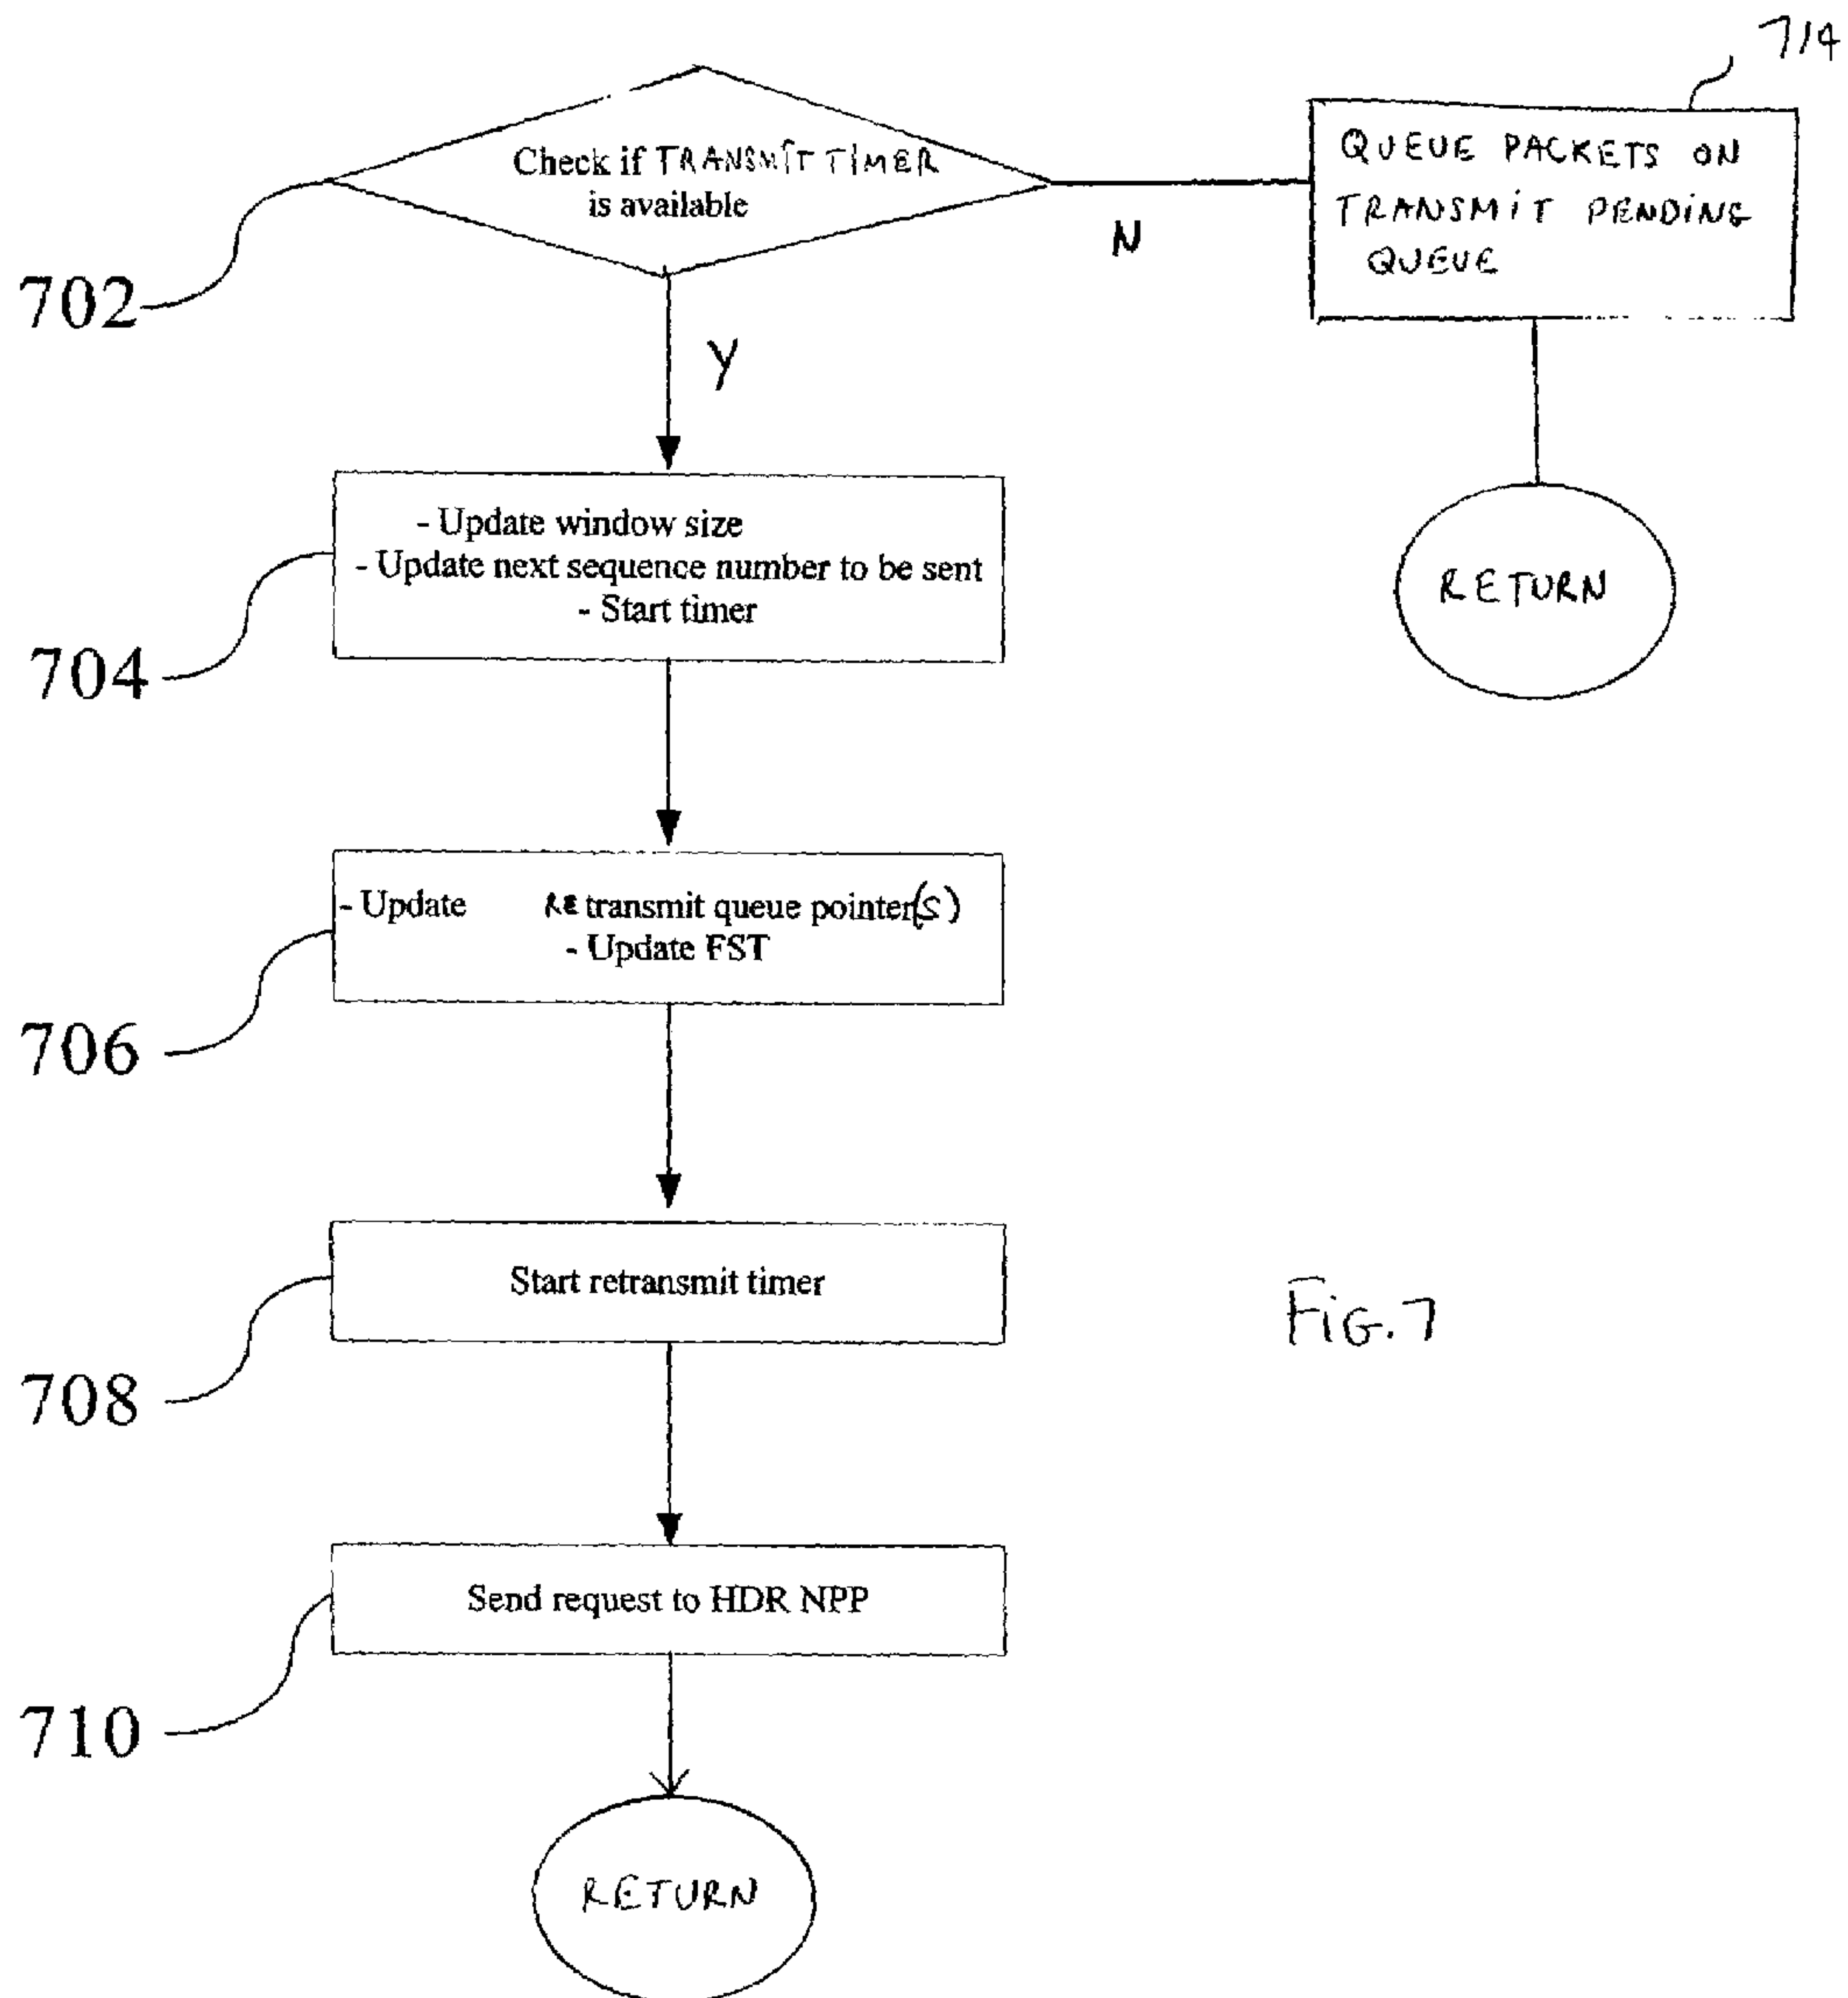 714
Check if TRANSMIT TIMER
is available
QUEUE PACKETS ON
TRANSMIT PENDING
QUEUE
N
702
Y
- Update window size
- Update next sequence number to be sent
- Start timer
704
RETURN
- Update RE transmit queue pointer(s)
- Update FST
706
Start retransmit timer
708
FiG. 7
Send request to HDR NPP
710
RETURN